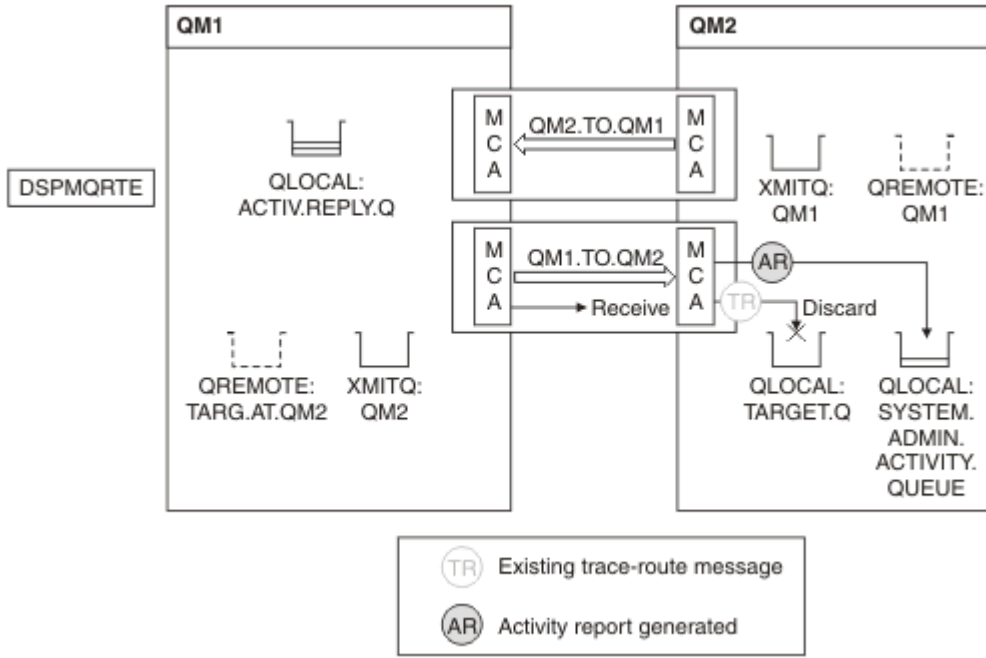 QM1
QM2
M
C
A
QM2.TO.QM1
M
C
A
DSPMQRTE
QLOCAL:
ACTIV.REPLY.Q
XMITQ:
QM1
QREMOTE:
QM1
M
C
A
QM1.TO.QM2
Receive
M
C
A
AR
TR
Discard
QREMOTE:
TARG.AT.QM2
XMITQ:
QM2
QLOCAL:
TARGET.Q
QLOCAL:
SYSTEM.
ADMIN.
ACTIVITY.
QUEUE
TR Existing trace-route message
AR Activity report generated